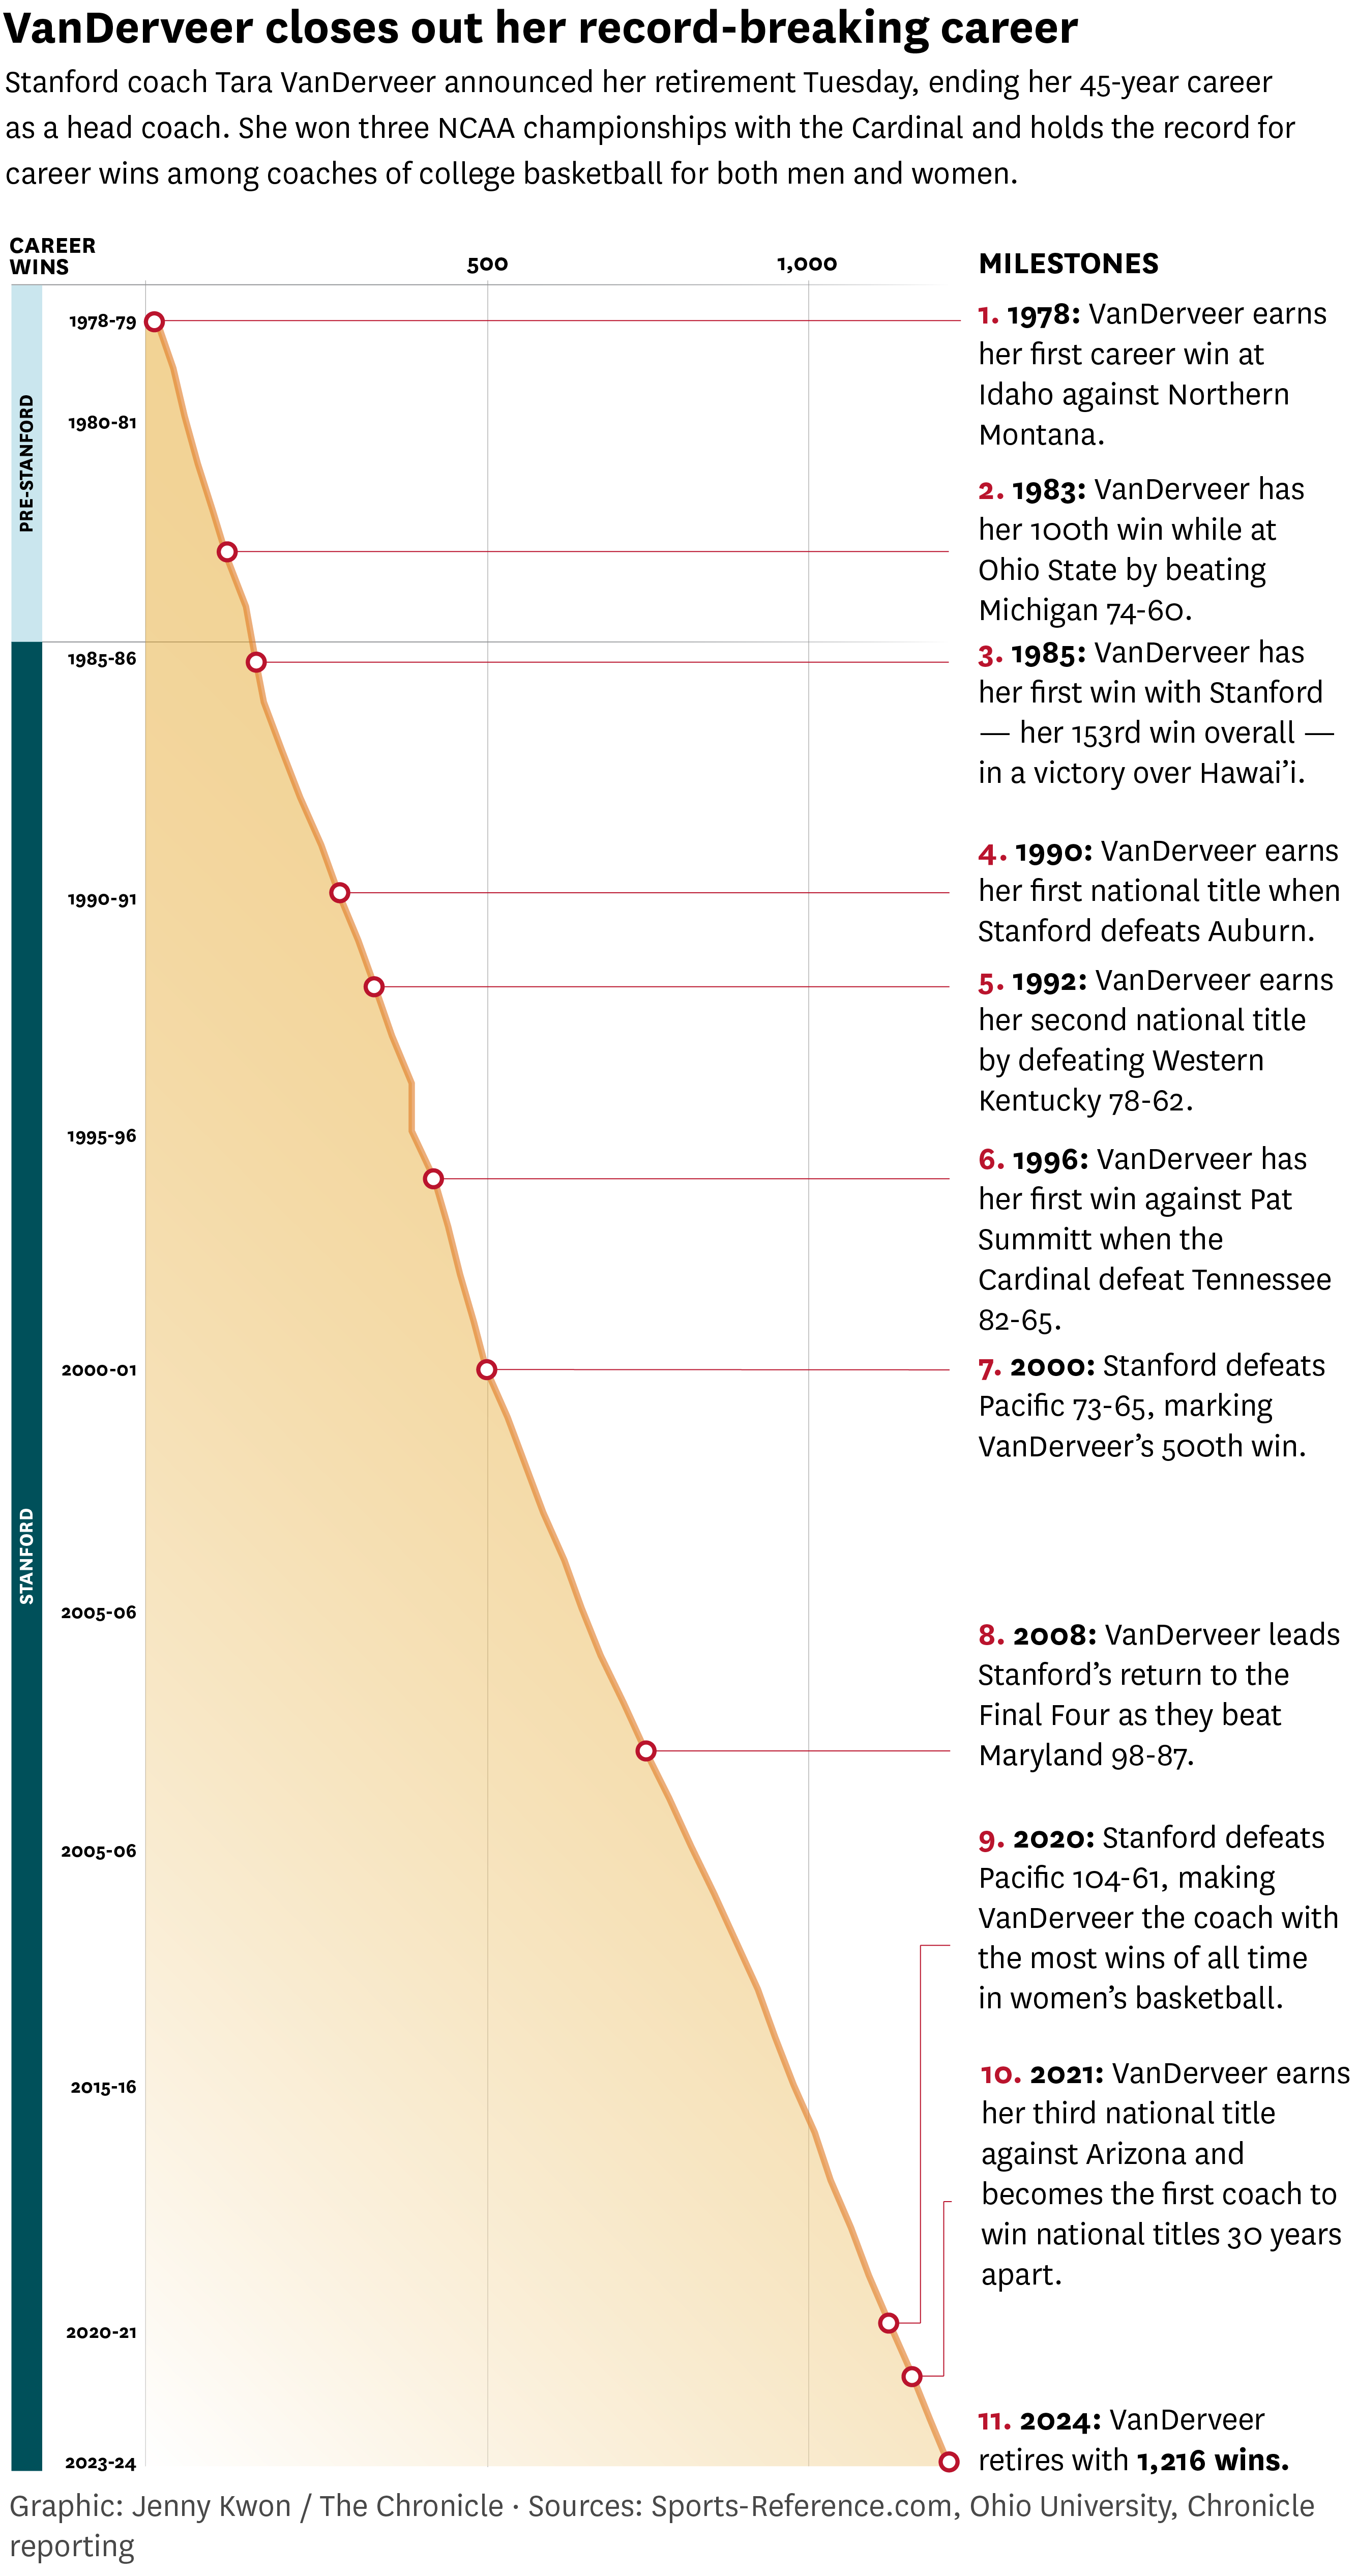 VanDerveer closes out her record-breaking career
Stanford coach Tara VanDerveer announced her retirement Tuesday, ending her 45-year career
as a head coach. She won three NCAA championships with the Cardinal and holds the record for
career wins among coaches of college basketball for both men and women.
CAREER
WINS
500
1,000
MILESTONES
PRE-STANFORD
STANFORD
1978-79
1980-81
1985-86
1990-91
1995-96
2000-01
2005-06
2005-06
2015-16
2020-21
2023-24
1. 1978: VanDerveer earns
her first career win at
Idaho against Northern
Montana.
2. 1983: VanDerveer has
her 100th win while at
Ohio State by beating
Michigan 74-60.
3. 1985: VanDerveer has
her first win with Stanford
— her 153rd win overall —
in a victory over Hawai’i.
4. 1990: VanDerveer earns
her first national title when
Stanford defeats Auburn.
5. 1992: VanDerveer earns
her second national title
by defeating Western
Kentucky 78-62.
6. 1996: VanDerveer has
her first win against Pat
Summitt when the
Cardinal defeat Tennessee
82-65.
7. 2000: Stanford defeats
Pacific 73-65, marking
VanDerveer’s 500th win.
8. 2008: VanDerveer leads
Stanford’s return to the
Final Four as they beat
Maryland 98-87.
9. 2020: Stanford defeats
Pacific 104-61, making
VanDerveer the coach with
the most wins of all time
in women’s basketball.
10. 2021: VanDerveer earns
her third national title
against Arizona and
becomes the first coach to
win national titles 30 years
apart.
11. 2024: VanDerveer
retires with 1,216 wins.
Graphic: Jenny Kwon / The Chronicle · Sources: Sports-Reference.com, Ohio University, Chronicle
reporting